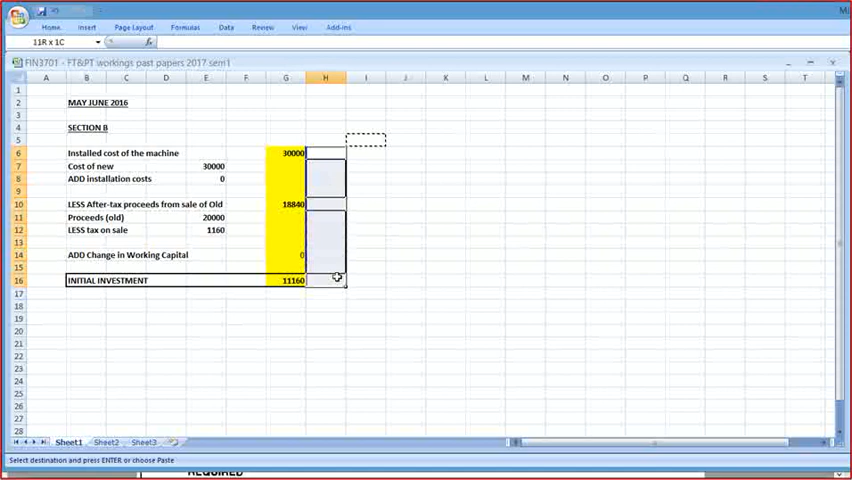 Home Insert Page Layout Formulas Data Review View Add-ins
11R x 1C fx
FIN3701 - FT&PT workings past papers 2017 sem1
A B C D E F G H I J K L M N O P Q R S T
1
2 MAY JUNE 2016
3
4 SECTION B
5
6 Installed cost of the machine 30000
7 Cost of new 30000
8 ADD installation costs 0
9
10 LESS After-tax proceeds from sale of Old 18840
11 Proceeds (old) 20000
12 LESS tax on sale 1160
13
14 ADD Change in Working Capital 0
15
16 INITIAL INVESTMENT 11160
17
18
19
20
21
22
23
24
25
26
27
28
Sheet1 Sheet2 Sheet3
Select destination and press ENTER or choose Paste
REQUIRED